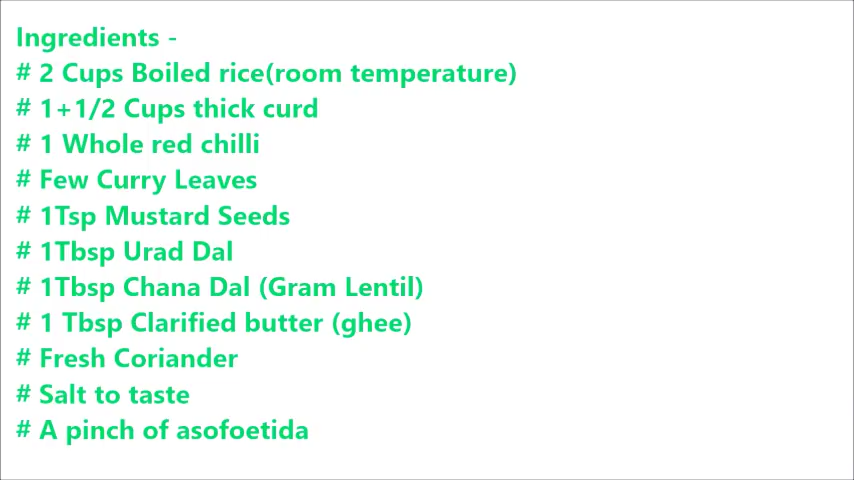 Ingredients -
# 2 Cups Boiled rice(room temperature)
# 1+1/2 Cups thick curd
# 1 Whole red chilli
# Few Curry Leaves
# 1Tsp Mustard Seeds
# 1Tbsp Urad Dal
# 1Tbsp Chana Dal (Gram Lentil)
# 1 Tbsp Clarified butter (ghee)
# Fresh Coriander
# Salt to taste
# A pinch of asofoetida